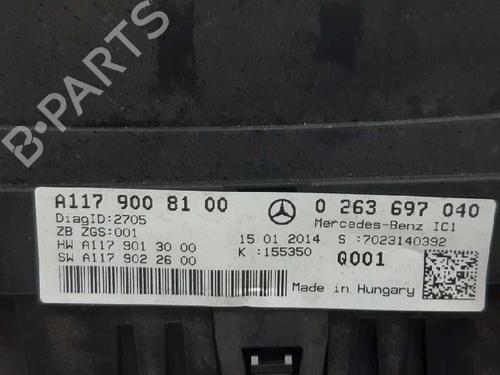 B-PARTS
A117 900 81 00
DiagID:2705
ZB ZGS:001
HW A117 901 30 00
SW A117 902 26 00
15 01 2014
K :155350
0 263 697 040
Mercedes-Benz IC1
S :7023140392
Q001
Made in Hungary